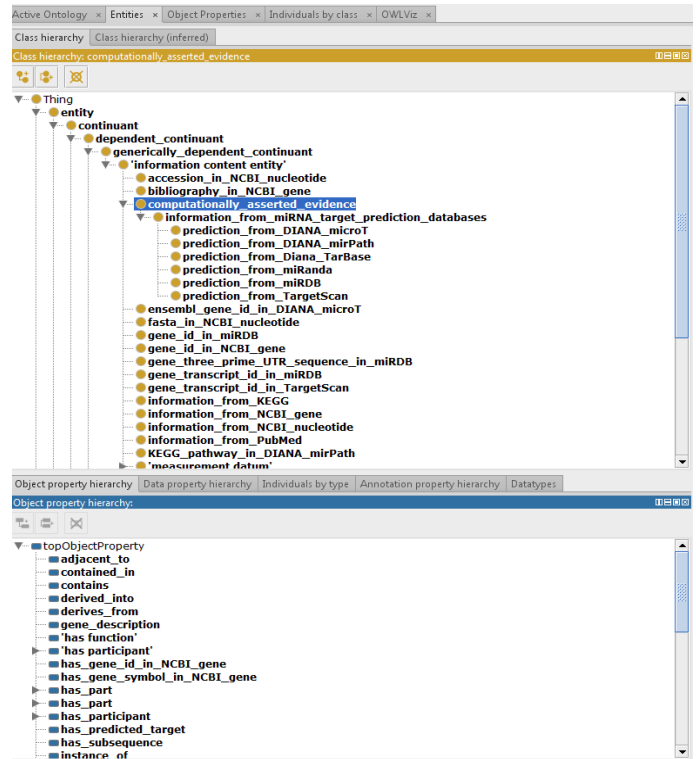 Active Ontology × Entities × Object Properties × Individuals by class × OWLViz ×
Class hierarchy Class hierarchy (inferred)
Class hierarchy: computationally_asserted_evidence
Thing
entity
continuant
dependent_continuant
generically_dependent_continuant
'information content entity'
accession_in_NCBI_nucleotide
bibliography_in_NCBI_gene
computationally_asserted_evidence
information_from_miRNA_target_prediction_databases
prediction_from_DIANA_microT
prediction_from_DIANA_mirPath
prediction_from_Diana_TarBase
prediction_from_miRanda
prediction_from_miRDB
prediction_from_TargetScan
ensembl_gene_id_in_DIANA_microT
fasta_in_NCBI_nucleotide
gene_id_in_miRDB
gene_id_in_NCBI_gene
gene_three_prime_UTR_sequence_in_miRDB
gene_transcript_id_in_miRDB
gene_transcript_id_in_TargetScan
information_from_KEGG
information_from_NCBI_gene
information_from_NCBI_nucleotide
information_from_PubMed
KEGG_pathway_in_DIANA_mirPath
'measurement datum'
Object property hierarchy Data property hierarchy Individuals by type Annotation property hierarchy Datatypes
Object property hierarchy:
topObjectProperty
adjacent_to
contained_in
contains
derived_into
derives_from
gene_description
'has function'
'has participant'
has_gene_id_in_NCBI_gene
has_gene_symbol_in_NCBI_gene
has_part
has_part
has_participant
has_predicted_target
has_subsequence
instance_of